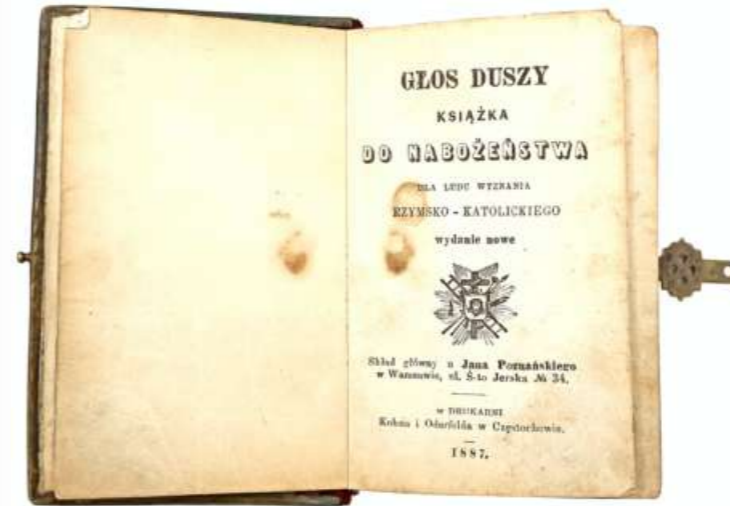 GŁOS DUSZY
KSIĄŻKA
DO NABOŻEŃSTWA
DLA LUDU WYZNANIA
RZYMSKO - KATOLICKIEGO
wydanie nowe
Skład główny u Jana Poznańskiego
w Warszawie, ul. Ś-to Jerska № 34.
w DRUKARNI
Kohna i Oderfelda w Częstochowie.
1887.